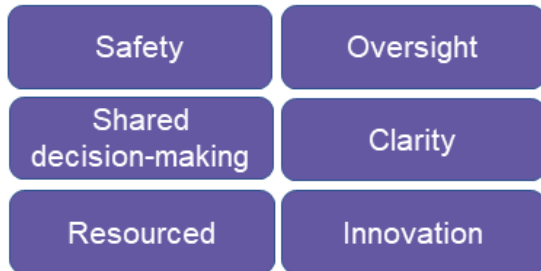 Safety
Oversight
Shared
decision-making
Clarity
Resourced
Innovation